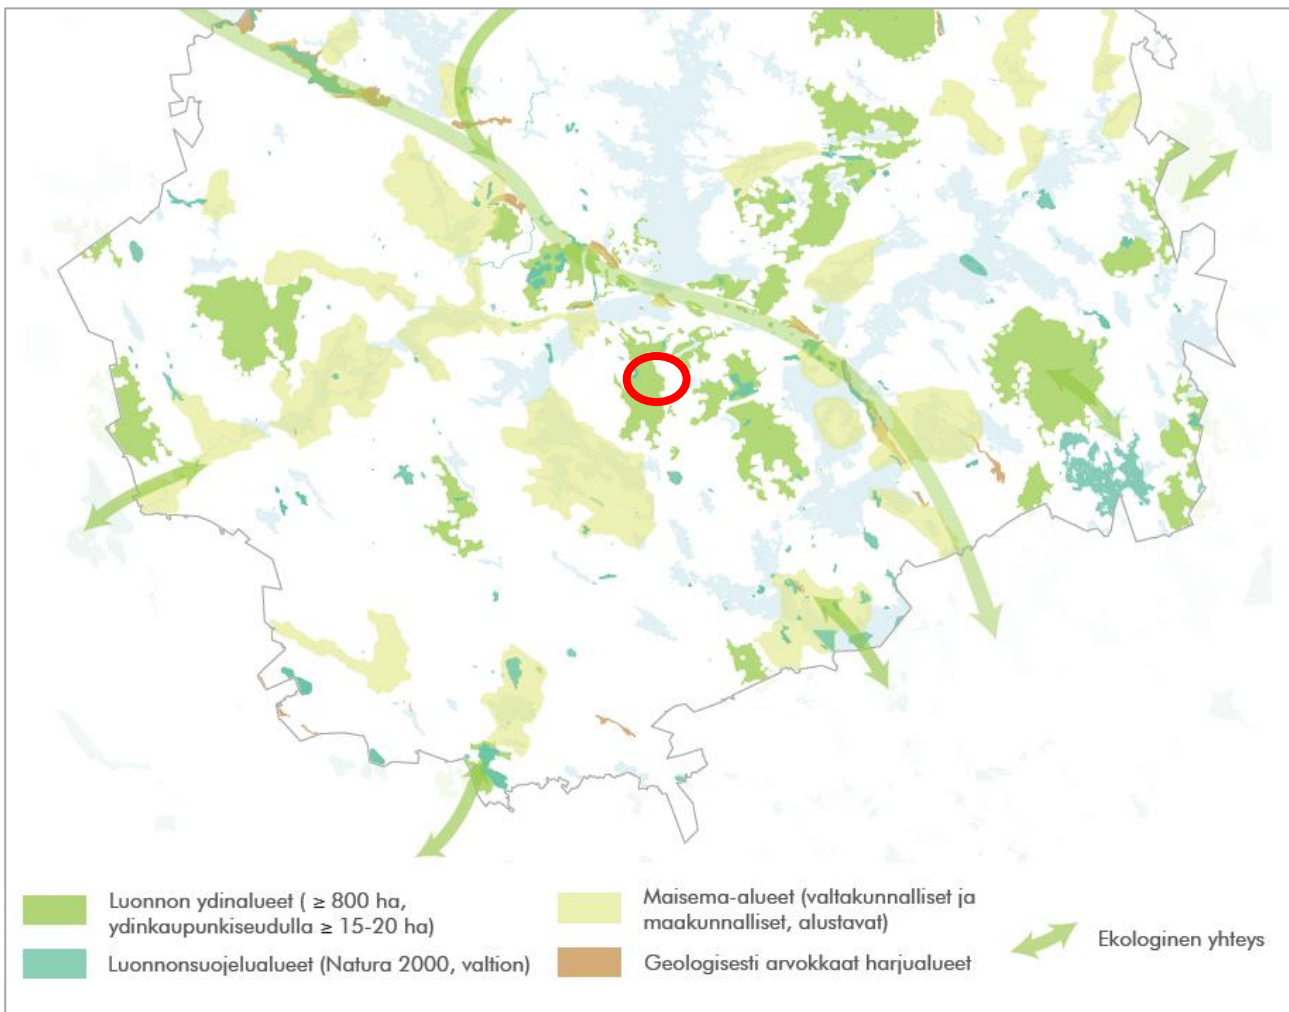 Luonnon ydinalueet ( ≥ 800 ha,
ydinkaupunkiseudulla ≥ 15-20 ha)
Luonnonsuojelualueet (Natura 2000, valtion)
Maisema-alueet (valtakunnalliset ja
maakunnalliset, alustavat)
Geologisesti arvokkaat harjualueet
Ekologinen yhteys